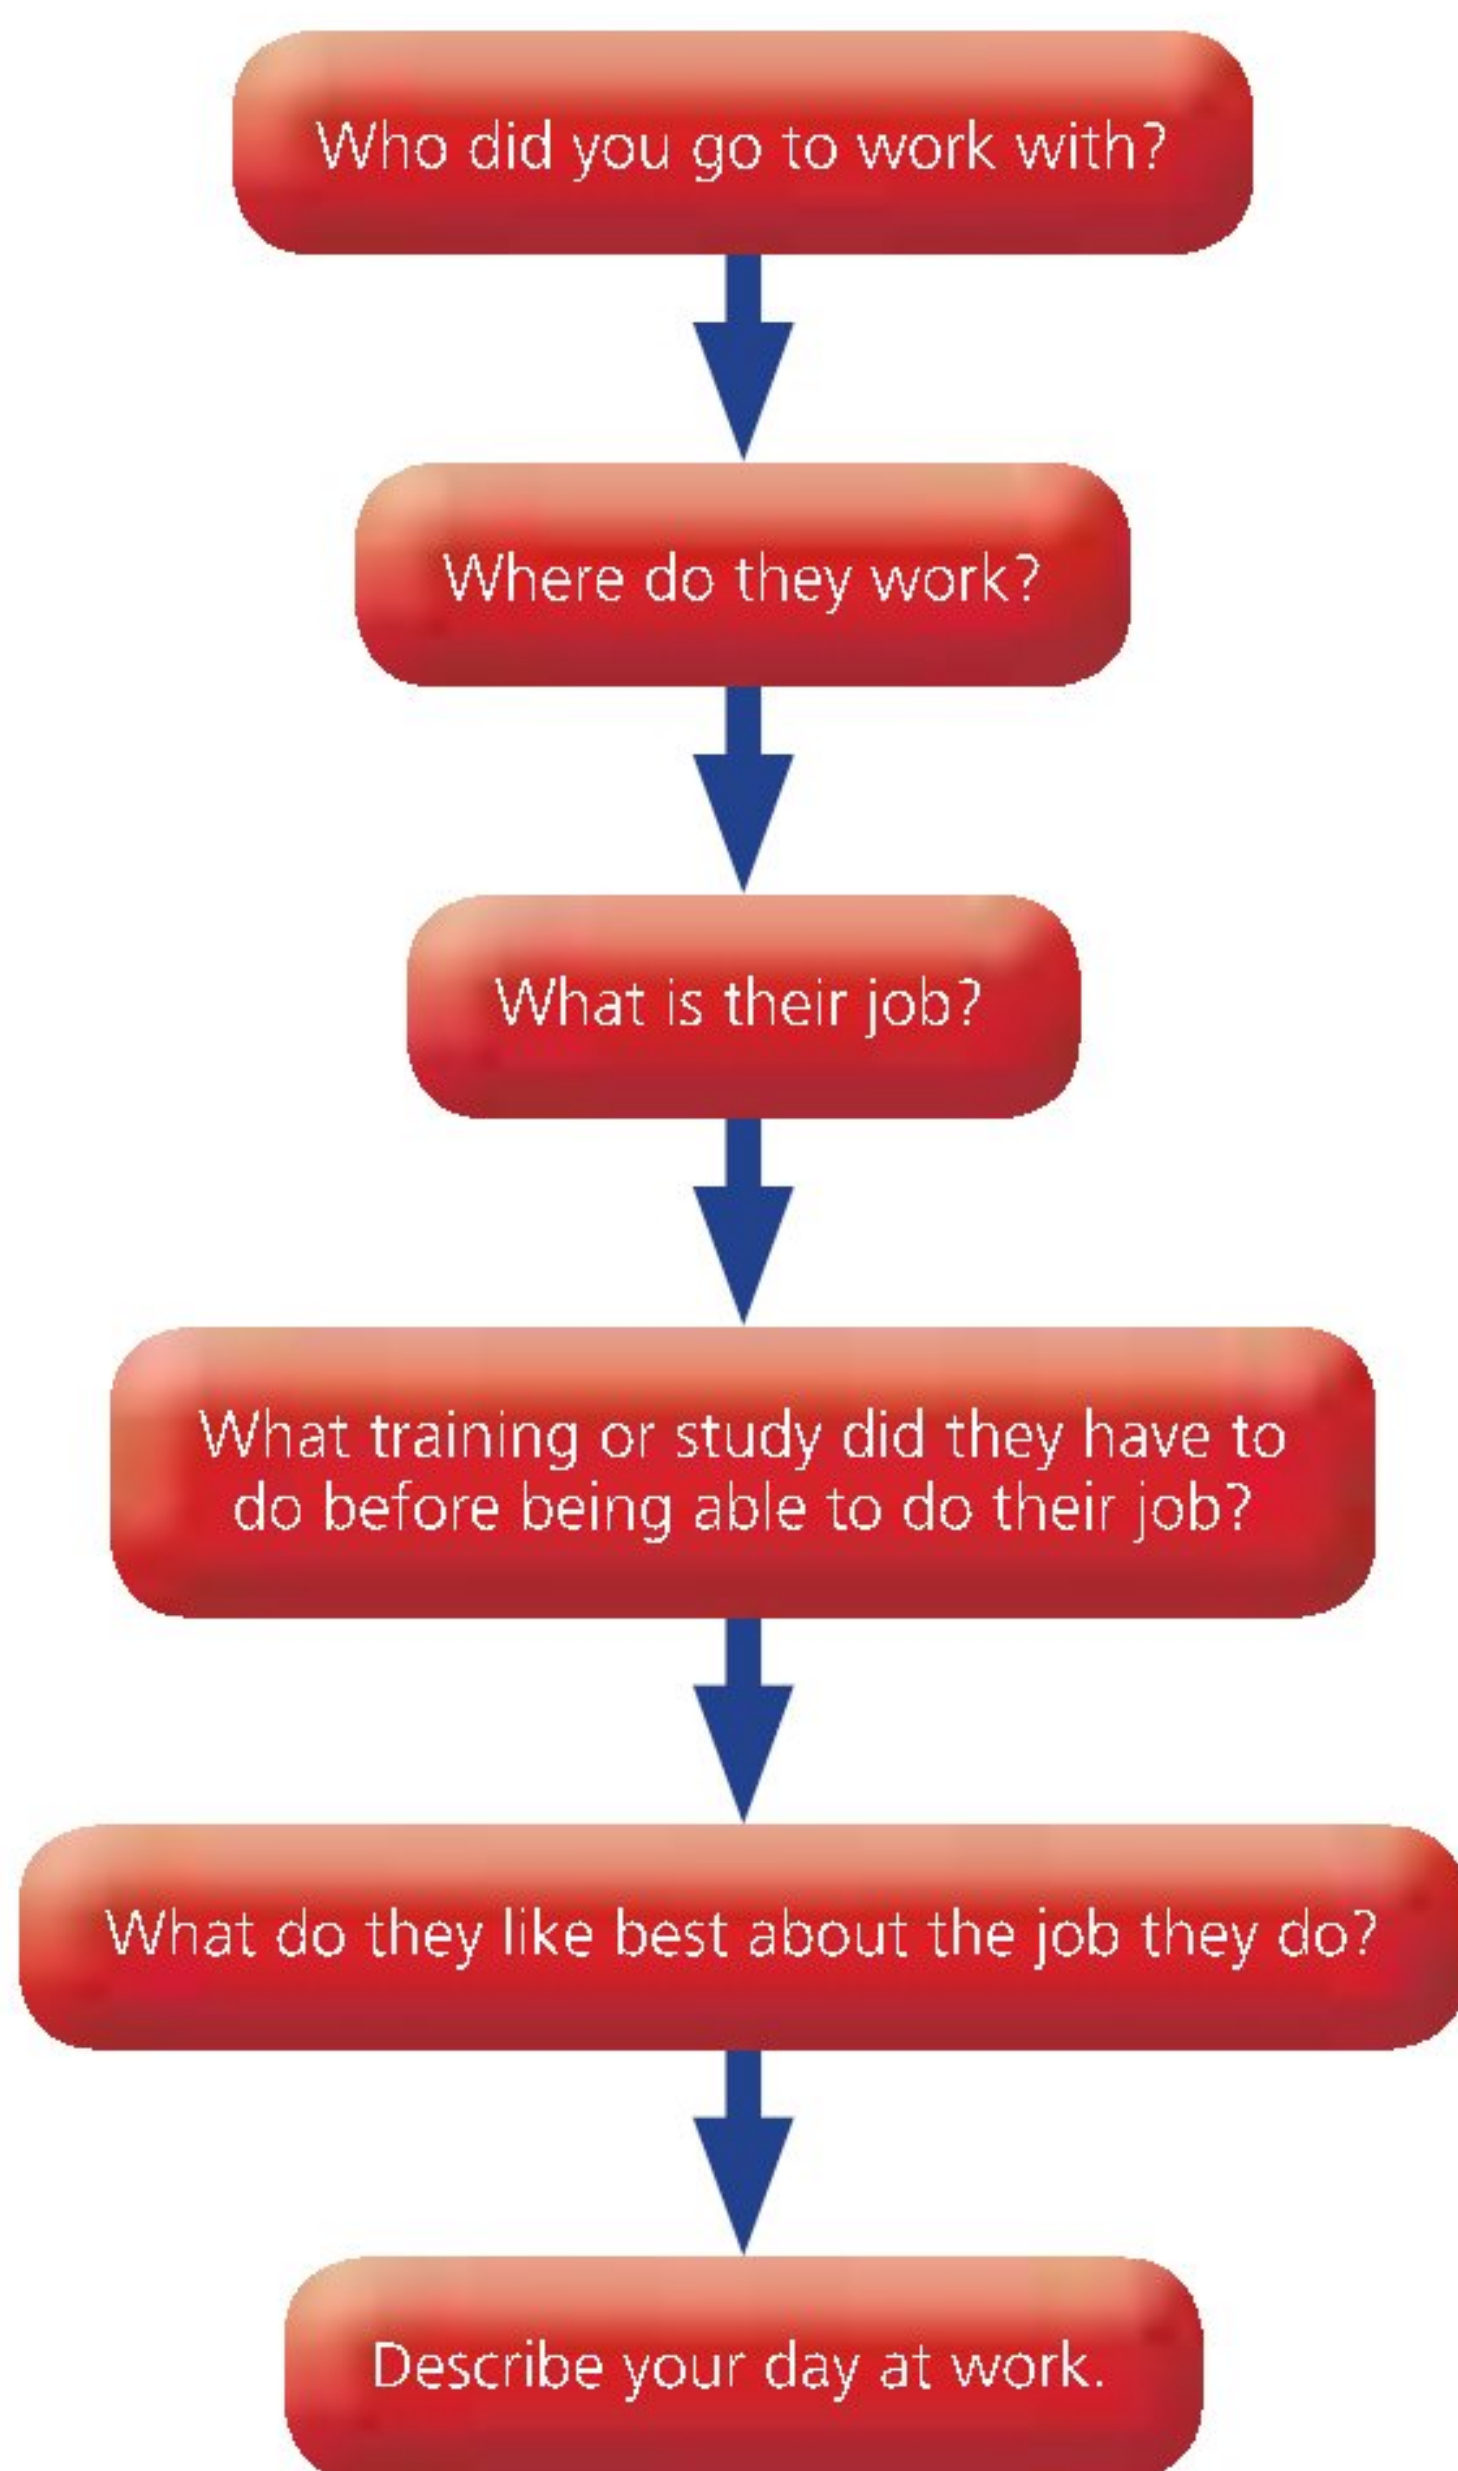 Who did you go to work with?
Where do they work?
What is their job?
What training or study did they have to
do before being able to do their job?
What do they like best about the job they do?
Describe your day at work.